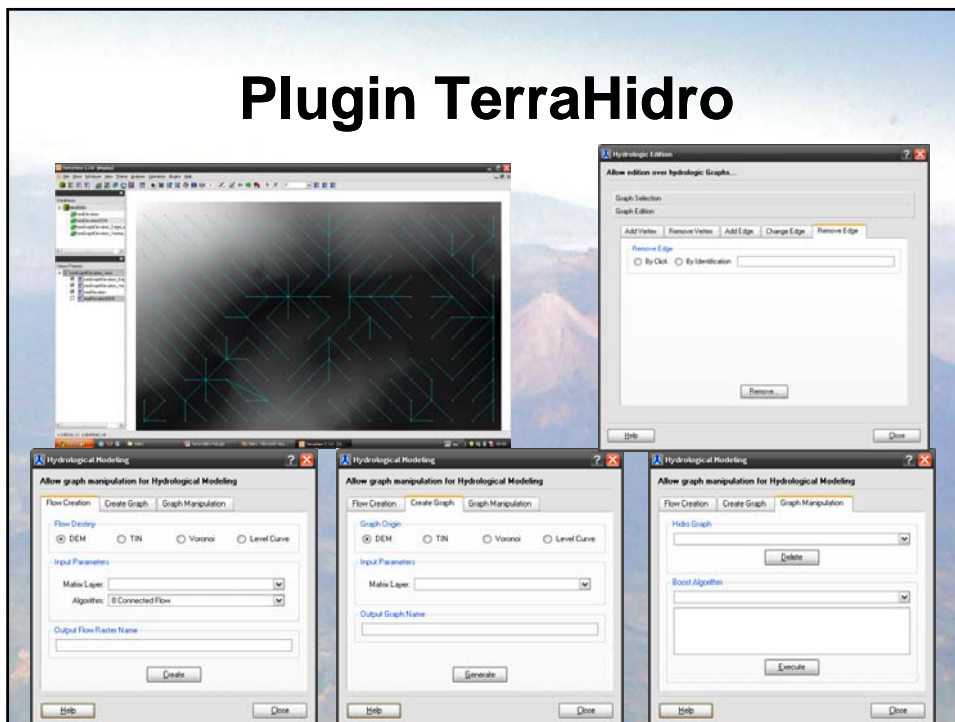 Plugin TerraHidro
Hydrologic Edition
Allow edition over hydrologic Graphs...
Graph Selection
Graph Edition
Add Vertex Remove Vertex Add Edge Change Edge Remove Edge
Remove Edge
By Click By Identification
Remove...
Help Close
Hydrological Modeling
Allow graph manipulation for Hydrological Modeling
Flow Creation Create Graph Graph Manipulation
Flow Destiny
DEM TIN Voronoi Level Curve
Input Parameters
Matrix Layer:
Algorithm: 8 Connected Flow
Output Flow Raster Name
Create
Help Close
Hydrological Modeling
Allow graph manipulation for Hydrological Modeling
Flow Creation Create Graph Graph Manipulation
Graph Origin
DEM TIN Voronoi Level Curve
Input Parameters
Matrix Layer:
Output Graph Name
Generate
Help Close
Hydrological Modeling
Allow graph manipulation for Hydrological Modeling
Flow Creation Create Graph Graph Manipulation
Hidro Graph
Delete
Boost Algorithm
Execute
Help Close